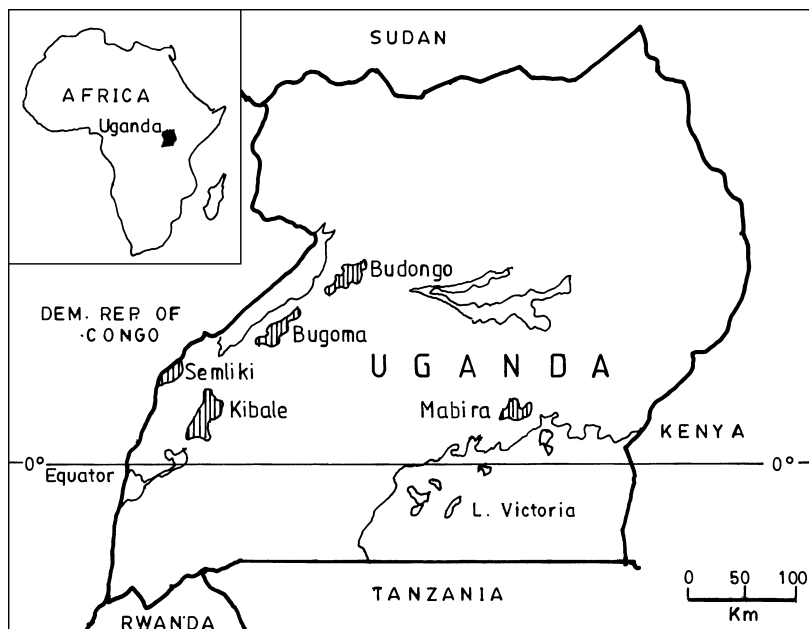 SUDAN
AFRICA
Uganda
Budongo
DEM. REP. OF
CONGO
Bugoma
UGANDA
Semliki
Kibale
Mabira
KENYA
0°
0°
Equator
L. Victoria
TANZANIA
0 50 100
Km
RWANDA